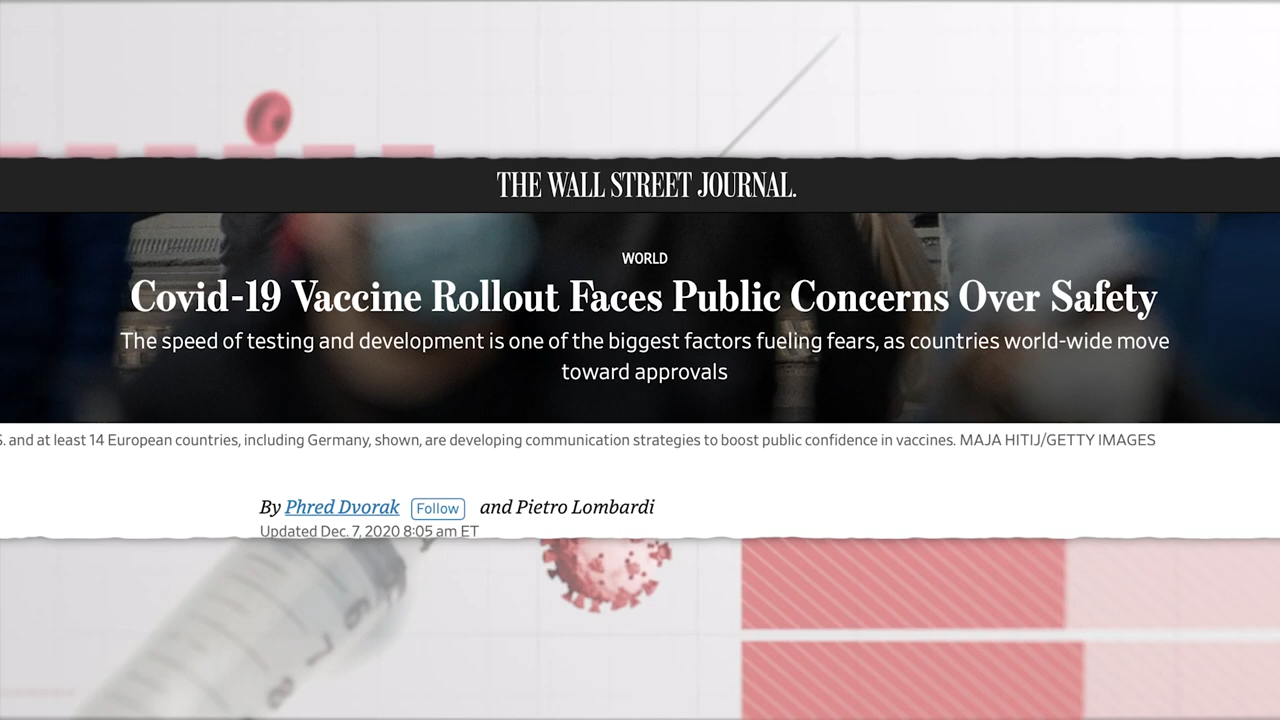 THE WALL STREET JOURNAL.
WORLD
Covid-19 Vaccine Rollout Faces Public Concerns Over Safety
The speed of testing and development is one of the biggest factors fueling fears, as countries world-wide move
toward approvals
S. and at least 14 European countries, including Germany, shown, are developing communication strategies to boost public confidence in vaccines. MAJA HITIJ/GETTY IMAGES
By Phred Dvorak Follow and Pietro Lombardi
Updated Dec. 7, 2020 8:05 am ET